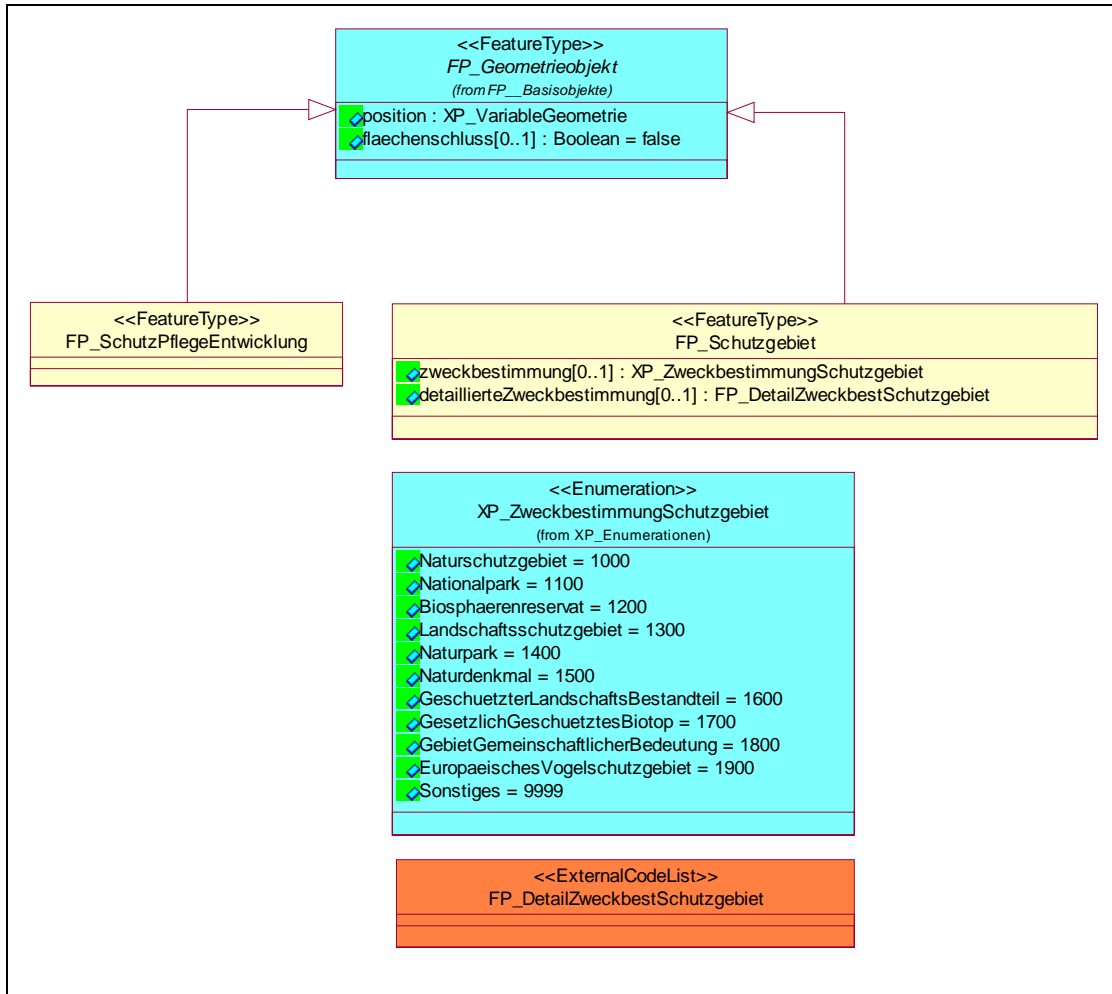 <<FeatureType>>
FP_Geometrieobjekt
(from FP__Basisobjekte)
position : XP_VariableGeometrie
flaechenschluss[0..1] : Boolean = false
<<FeatureType>>
FP_SchutzPflegeEntwicklung
<<FeatureType>>
FP_Schutzgebiet
zweckbestimmung[0..1] : XP_ZweckbestimmungSchutzgebiet
detaillierteZweckbestimmung[0..1] : FP_DetailZweckbestSchutzgebiet
<<Enumeration>>
XP_ZweckbestimmungSchutzgebiet
(from XP_Enumerationen)
Naturschutzgebiet = 1000
Nationalpark = 1100
Biosphaerenreservat = 1200
Landschaftsschutzgebiet = 1300
Naturpark = 1400
Naturdenkmal = 1500
GeschuetzterLandschaftsBestandteil = 1600
GesetzlichGeschuetztesBiotop = 1700
GebietGemeinschaftlicherBedeutung = 1800
EuropaeischesVogelschutzgebiet = 1900
Sonstiges = 9999
<<ExternalCodeList>>
FP_DetailZweckbestSchutzgebiet